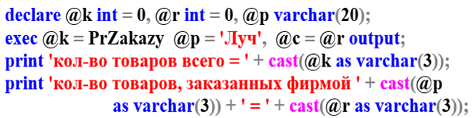 declare @k int = 0, @r int = 0, @p varchar(20);
exec @k = PrZakazy @p = 'Луч', @c = @r output;
print 'кол-во товаров всего = ' + cast(@k as varchar(3));
print 'кол-во товаров, заказанных фирмой ' + cast(@p
as varchar(3)) + ' = ' + cast(@r as varchar(3));